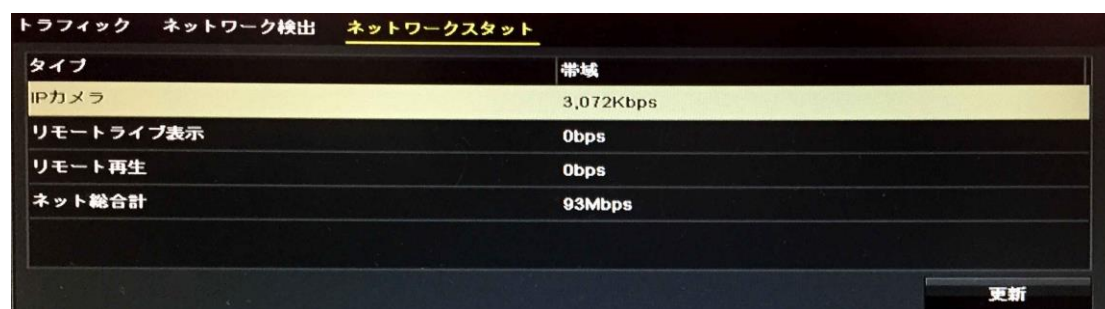 トラフィック ネットワーク検出 ネットワークスタット
タイプ 帯域
IPカメラ 3,072Kbps
リモートライブ表示 0bps
リモート再生 0bps
ネット総合計 93Mbps
更新